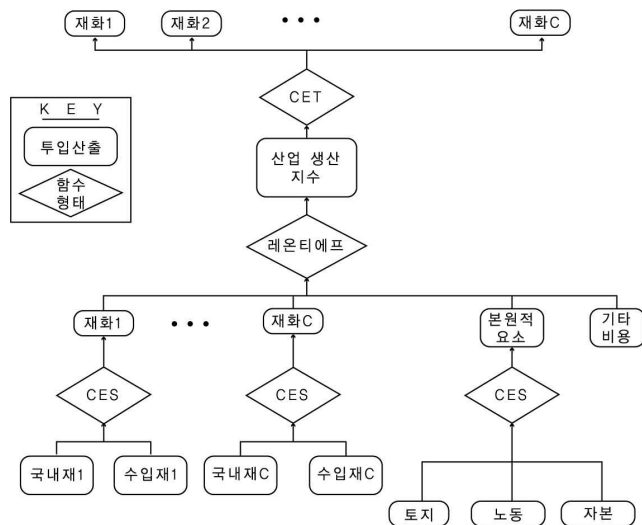 재화1
재화2
• • •
재화C
CET
K E Y
투입산출
함수
형태
산업 생산
지수
레온티에프
재화1
• • •
재화C
본원적
요소
기타
비용
CES
CES
CES
국내재1
수입재1
국내재C
수입재C
토지
노동
자본